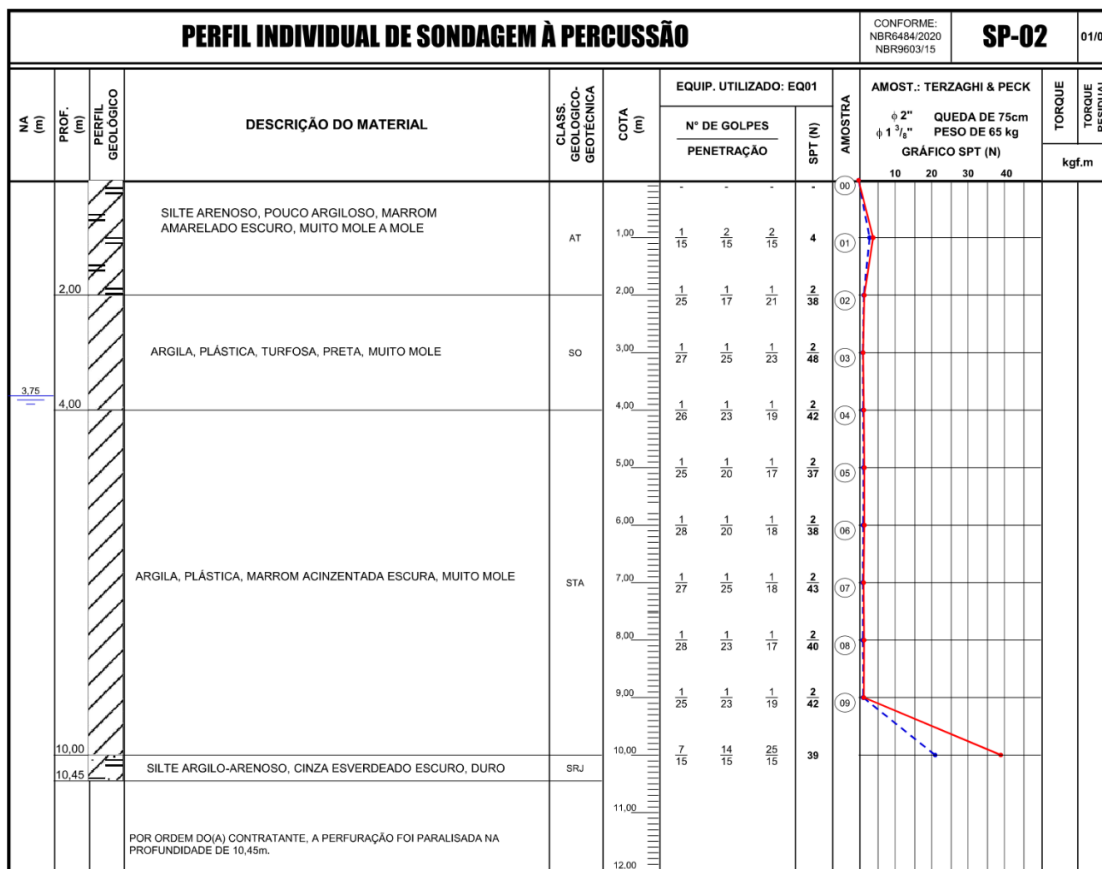 PERFIL INDIVIDUAL DE SONDAGEM À PERCUSSÃO
CONFORME:
NBR6484/2020
NBR9603/15
SP-02
01/0
NA
(m)
PROF.
(m)
PERFIL
GEOLÓGICO
DESCRIÇÃO DO MATERIAL
CLASS.
GEOLOGICO-
GEOTÉCNICA
COTA
(m)
EQUIP. UTILIZADO: EQ01
N° DE GOLPES
PENETRAÇÃO
SPT (N)
AMOSTRA
AMOST.: TERZAGHI & PECK
ϕ 2" QUEDA DE 75cm
ϕ 1 3/8" PESO DE 65 kg
GRÁFICO SPT (N)
10 20 30 40
TORQUE
TORQUE
RESIDUAL
kgf.m
- - - - 00
SILTE ARENOSO, POUCO ARGILOSO, MARROM
AMARELADO ESCURO, MUITO MOLE A MOLE
AT
1,00 1/15 2/15 2/15 4 01
2,00
2,00 1/25 1/17 1/21 2/38 02
ARGILA, PLÁSTICA, TURFOSA, PRETA, MUITO MOLE
SO
3,00 1/27 1/25 1/23 2/48 03
3,75
4,00
4,00 1/26 1/23 1/19 2/42 04
5,00 1/25 1/20 1/17 2/37 05
6,00 1/28 1/20 1/18 2/38 06
ARGILA, PLÁSTICA, MARROM ACINZENTADA ESCURA, MUITO MOLE
STA
7,00 1/27 1/25 1/18 2/43 07
8,00 1/28 1/23 1/17 2/40 08
9,00 1/25 1/23 1/19 2/42 09
10,00
10,00 7/15 14/15 25/15 39
10,45
SILTE ARGILO-ARENOSO, CINZA ESVERDEADO ESCURO, DURO
SRJ
11,00
POR ORDEM DO(A) CONTRATANTE, A PERFURAÇÃO FOI PARALISADA NA
PROFUNDIDADE DE 10,45m.
12,00